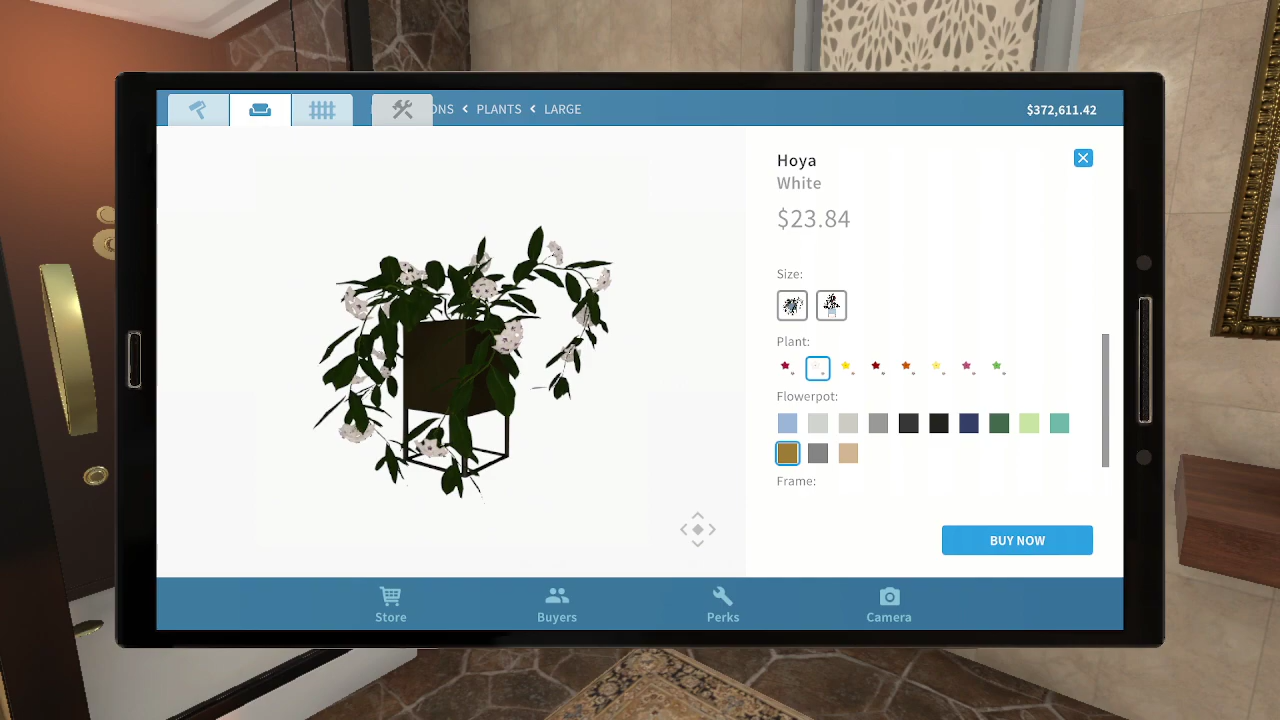 ONS < PLANTS < LARGE
$372,611.42
Hoya
White
$23.84
Size:
Plant:
Flowerpot:
Frame:
BUY NOW
Store
Buyers
Perks
Camera